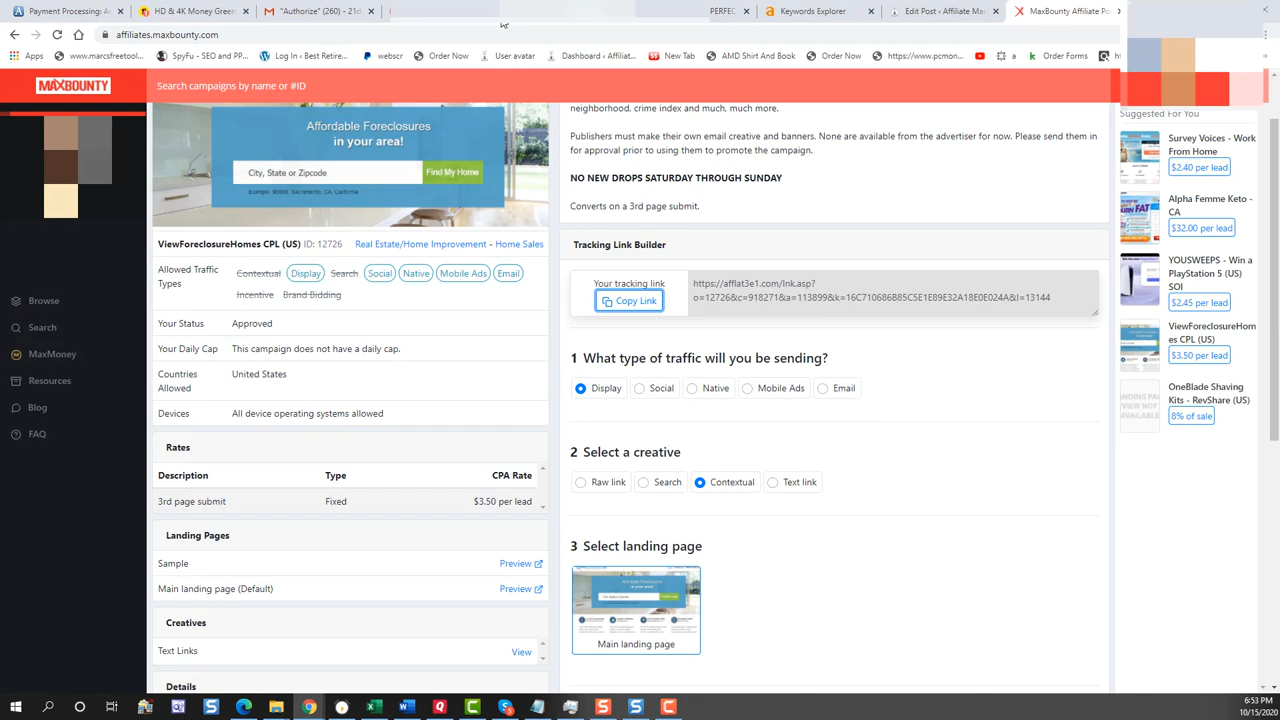 Payment Processing: A
HD & 4K Money Green
"Authorize" (260) - 21d
PERFEC
Keywords Explorer
Edit Post ‹ Affiliate Mar
MaxBounty Affiliate Po
affiliates.maxbounty.com
Apps
www.marcsfreetool...
SpyFu - SEO and PP...
Log In ‹ Best Retire...
webscr
Order Now
User avatar
Dashboard ‹ Affiliat...
New Tab
AMD Shirt And Book
Order Now
https://www.pcmon...
a
Order Forms
MAXBOUNTY
Search campaigns by name or #ID
neighborhood, crime index and much, much more.
Suggested For You
Affordable Foreclosures
in your area!
City, State or Zipcode
Find My Home
Publishers must make their own email creative and banners. None are available from the advertiser for now. Please send them in
for approval prior to using them to promote the campaign.
NO NEW DROPS SATURDAY THROUGH SUNDAY
Converts on a 3rd page submit.
Survey Voices - Work
From Home
$2.40 per lead
Alpha Femme Keto -
CA
$32.00 per lead
YOUSWEEPS - Win a
PlayStation 5 (US)
SOI
$2.45 per lead
ViewForeclosureHom
es CPL (US)
$3.50 per lead
OneBlade Shaving
Kits - RevShare (US)
8% of sale
ViewForeclosureHomes CPL (US) ID: 12726
Real Estate/Home Improvement - Home Sales
Allowed Traffic
Types
Contextual Display Search Social Native Mobile Ads Email
Incentive Brand Bidding
Your Status Approved
Your Daily Cap This campaign does not have a daily cap.
Countries
Allowed
United States
Devices All device operating systems allowed
Rates
Description Type CPA Rate
3rd page submit Fixed $3.50 per lead
Landing Pages
Sample Preview
Main landing page (Default) Preview
Creatives
Text Links View
Details
Tracking Link Builder
Your tracking link
Copy Link
https://afflat3e1.com/lnk.asp?
o=12726&c=918271&a=113899&k=16C710686B85C5E1E89E32A18E0E024A&l=13144
1 What type of traffic will you be sending?
Display Social Native Mobile Ads Email
2 Select a creative
Raw link Search Contextual Text link
3 Select landing page
Main landing page
Browse
Search
MaxMoney
Resources
Blog
FAQ
6:53 PM
10/15/2020